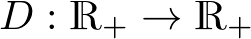 D : ℝ₊ → ℝ₊